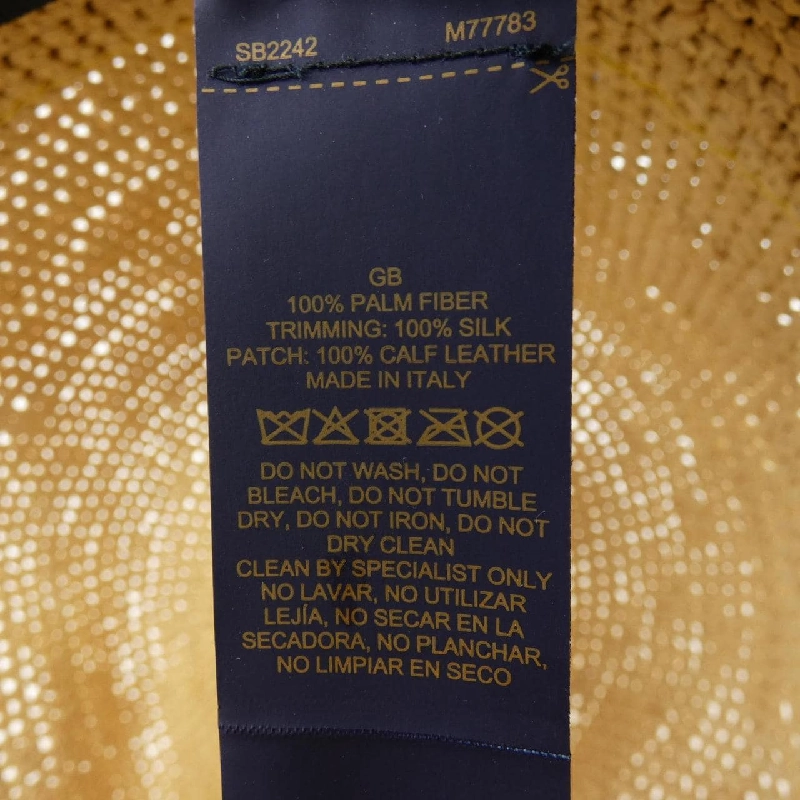 SB2242 M77783
GB
100% PALM FIBER
TRIMMING: 100% SILK
PATCH: 100% CALF LEATHER
MADE IN ITALY
DO NOT WASH, DO NOT
BLEACH, DO NOT TUMBLE
DRY, DO NOT IRON, DO NOT
DRY CLEAN
CLEAN BY SPECIALIST ONLY
NO LAVAR, NO UTILIZAR
LEJÍA, NO SECAR EN LA
SECADORA, NO PLANCHAR,
NO LIMPIAR EN SECO